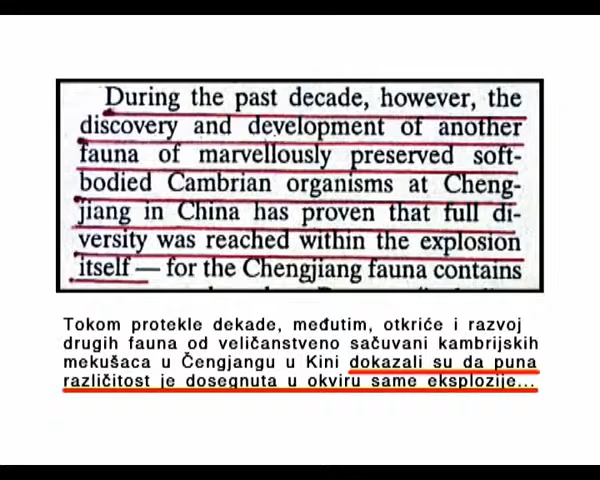 During the past decade, however, the
discovery and development of another
fauna of marvellously preserved soft-
bodied Cambrian organisms at Cheng-
jiang in China has proven that full di-
versity was reached within the explosion
itself — for the Chengjiang fauna contains
Tokom protekle dekade, međutim, otkriće i razvoj
drugih fauna od veličanstveno sačuvani kambrijskih
mekušaca u Čengjangu u Kini dokazali su da puna
različitost je dosegnuta u okviru same eksplozije...